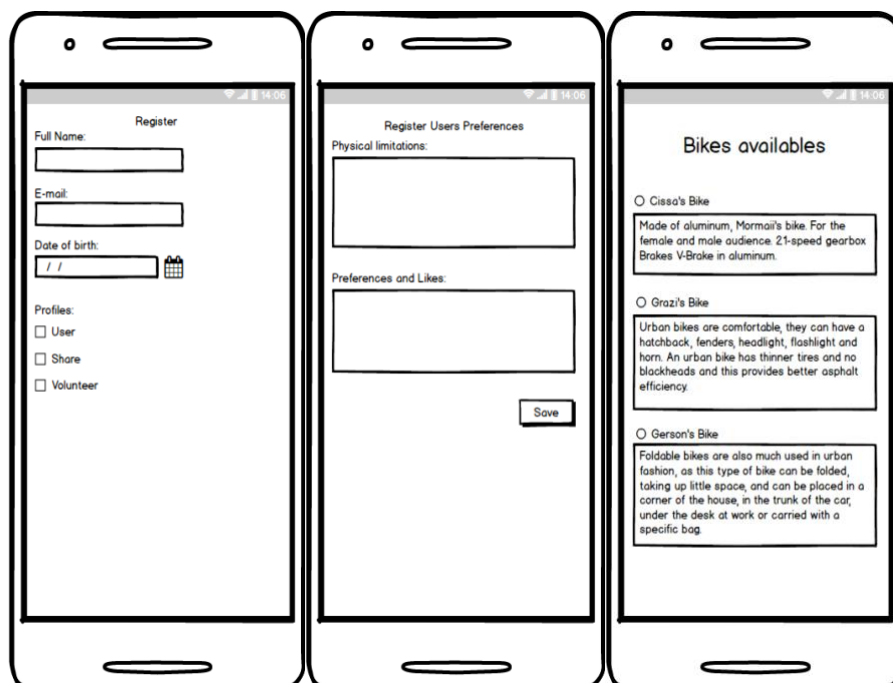 14:06
Register
Full Name:
E-mail:
Date of birth:
/ /
Profiles:
User
Share
Volunteer
14:06
Register Users Preferences
Physical limitations:
Preferences and Likes:
Save
14:06
Bikes availables
Cissa's Bike
Made of aluminum, Mormaii's bike. For the
female and male audience. 21-speed gearbox
Brakes V-Brake in aluminum.
Grazi's Bike
Urban bikes are comfortable, they can have a
hatchback, fenders, headlight, flashlight and
horn. An urban bike has thinner tires and no
blackheads and this provides better asphalt
efficiency.
Gerson's Bike
Foldable bikes are also much used in urban
fashion, as this type of bike can be folded,
taking up little space, and can be placed in a
corner of the house, in the trunk of the car,
under the desk at work or carried with a
specific bag.